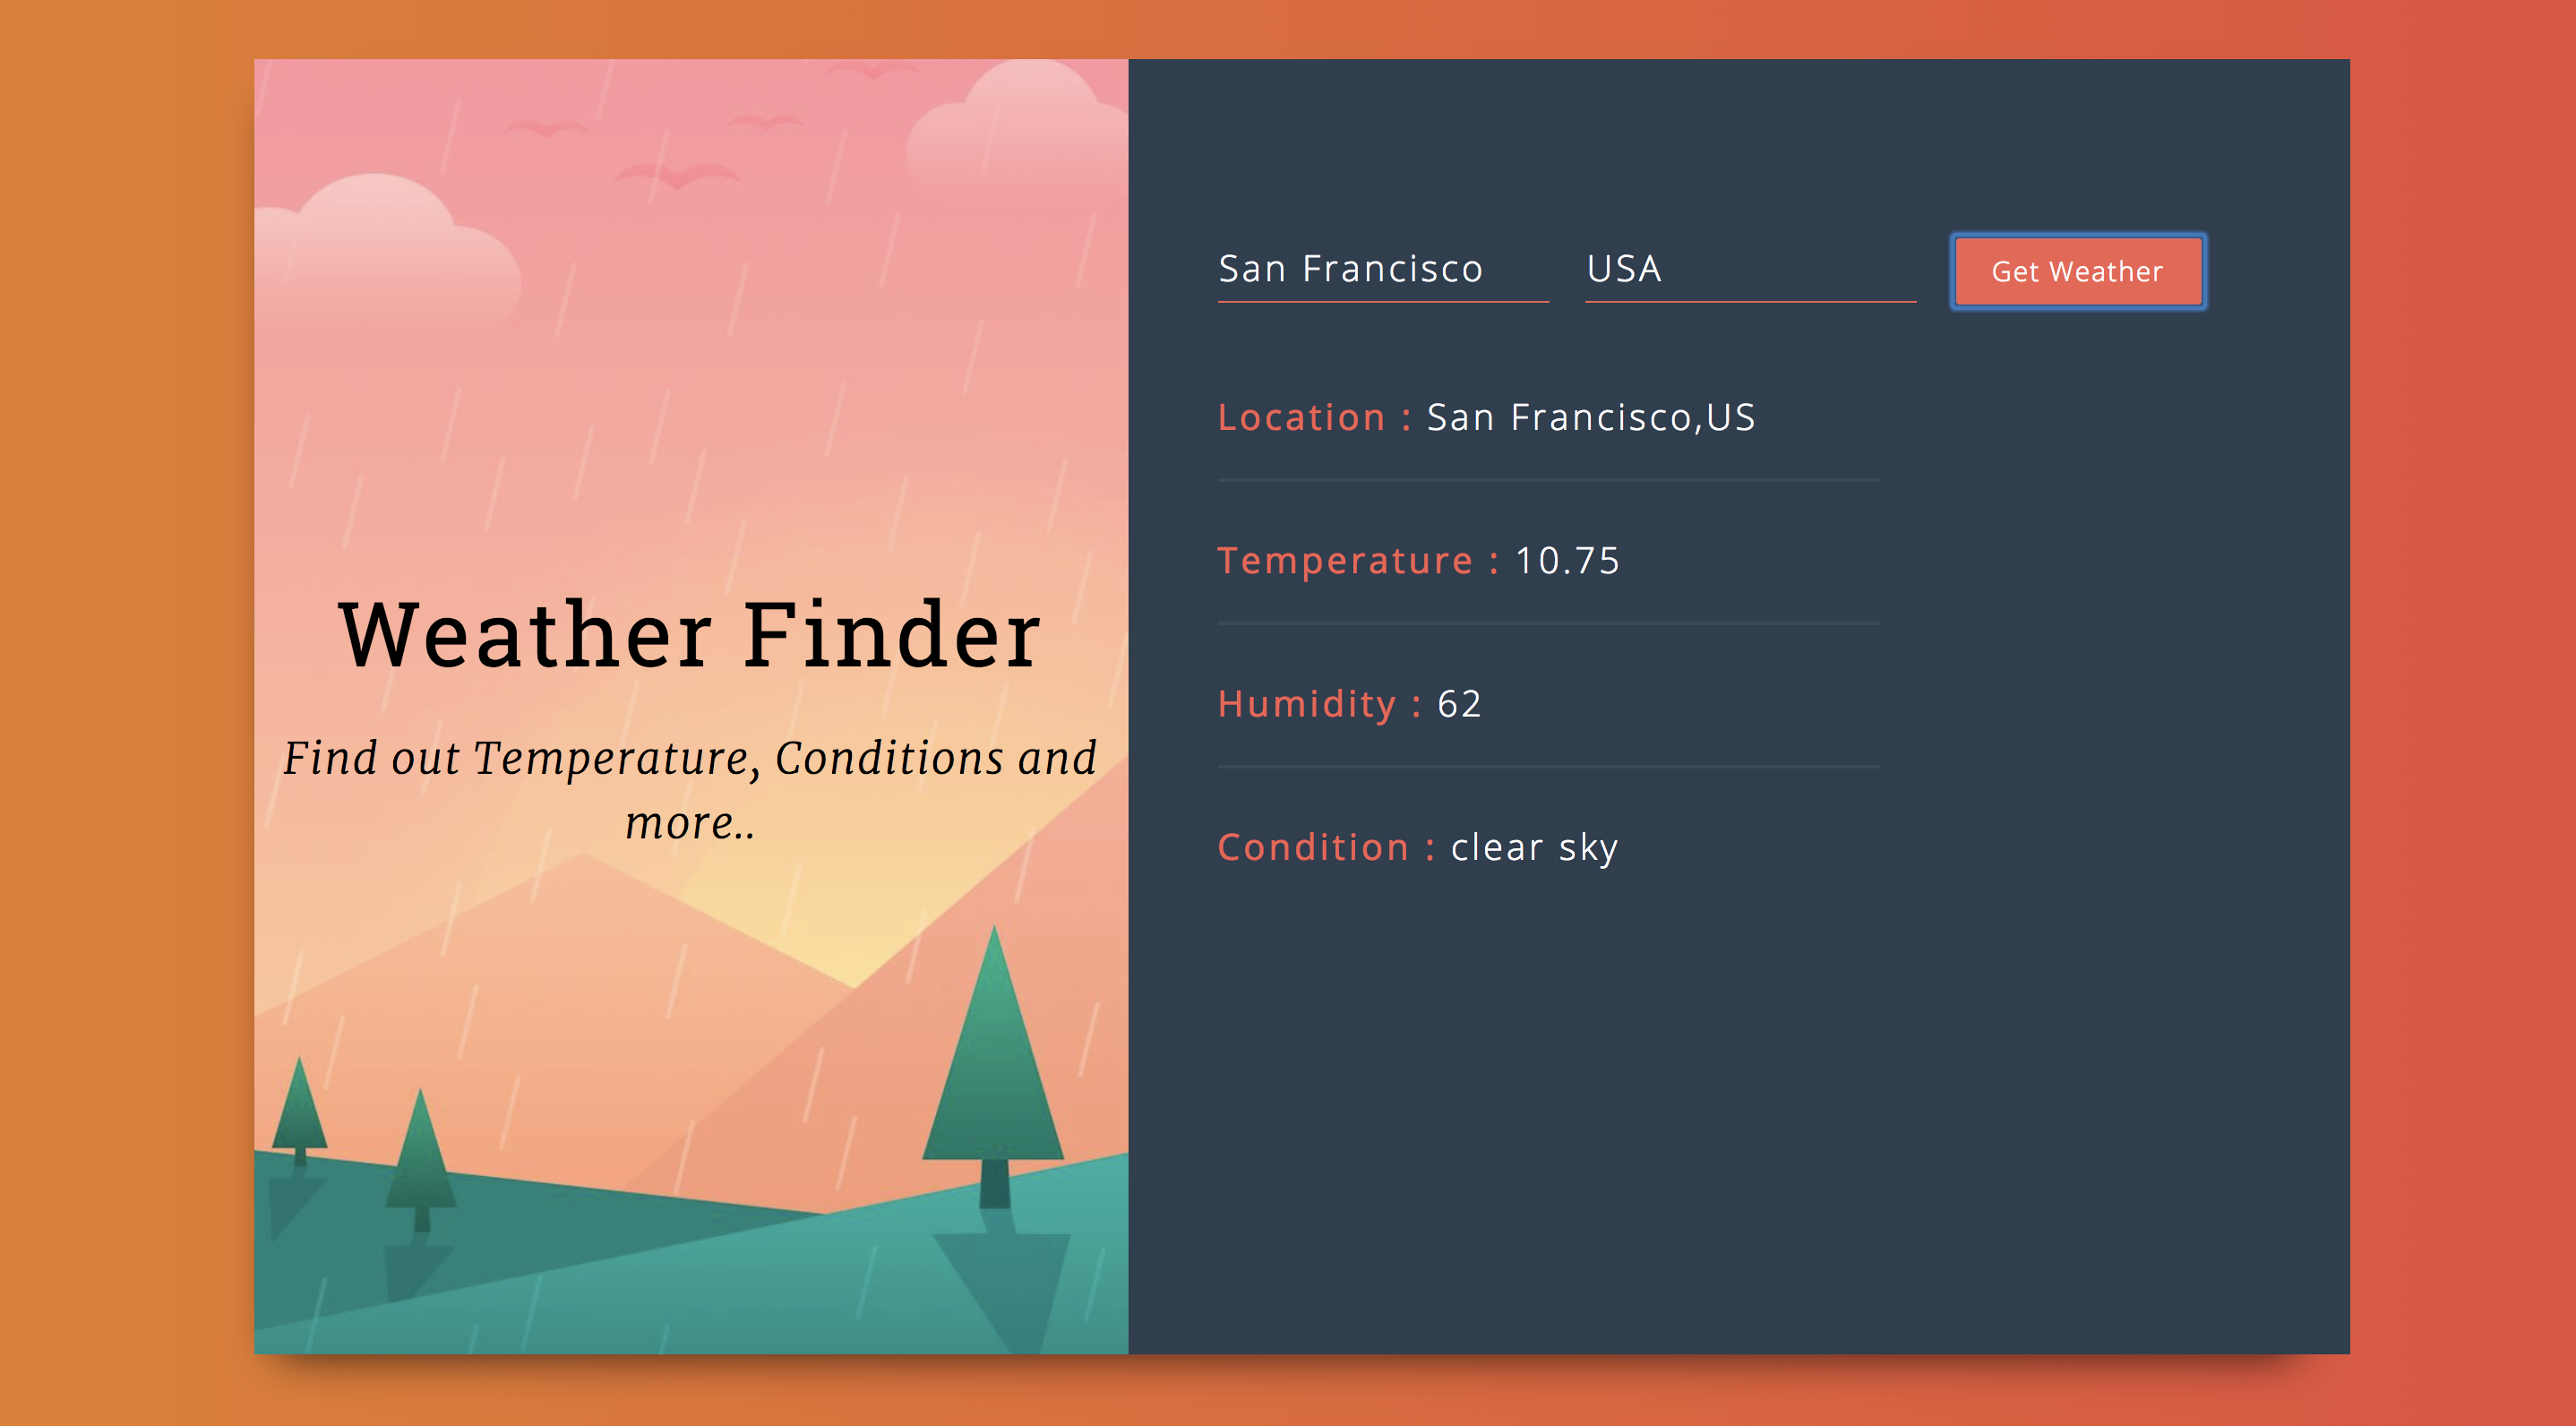 Weather Finder
Find out Temperature, Conditions and
more..
San Francisco
USA
Get Weather
Location : San Francisco,US
Temperature : 10.75
Humidity : 62
Condition : clear sky